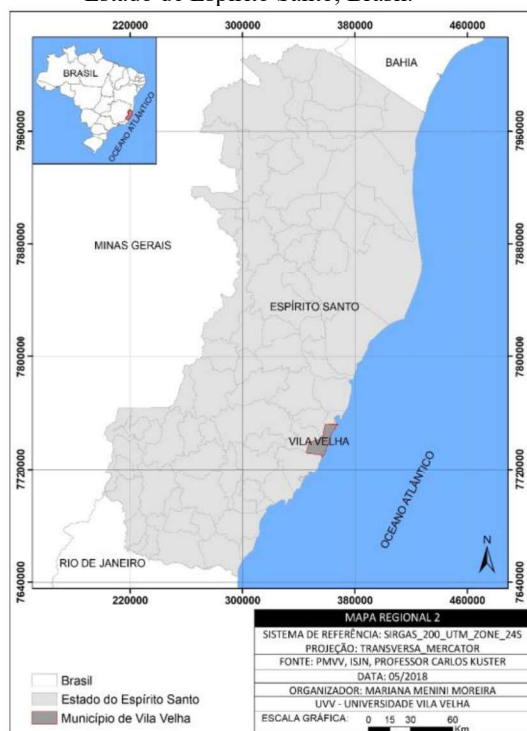 Estado do Espírito Santo, Brasil.
220000 300000 380000 460000
BAHIA
BRASIL
OCEANO ATLÂNTICO
7960000 7960000
MINAS GERAIS
7880000 7880000
ESPÍRITO SANTO
7800000 7800000
VILA VELHA
7720000 7720000
OCEANO ATLÂNTICO
N
RIO DE JANEIRO
7640000 7640000
220000 300000 380000 460000
MAPA REGIONAL 2
SISTEMA DE REFERÊNCIA: SIRGAS_200_UTM_ZONE_24S
PROJEÇÃO: TRANSVERSA_MERCATOR
FONTE: PMVV, ISJN, PROFESSOR CARLOS KUSTER
DATA: 05/2018
ORGANIZADOR: MARIANA MENINI MOREIRA
UVV - UNIVERSIDADE VILA VELHA
ESCALA GRÁFICA: 0 15 30 60
Km
Brasil
Estado do Espírito Santo
Município de Vila Velha